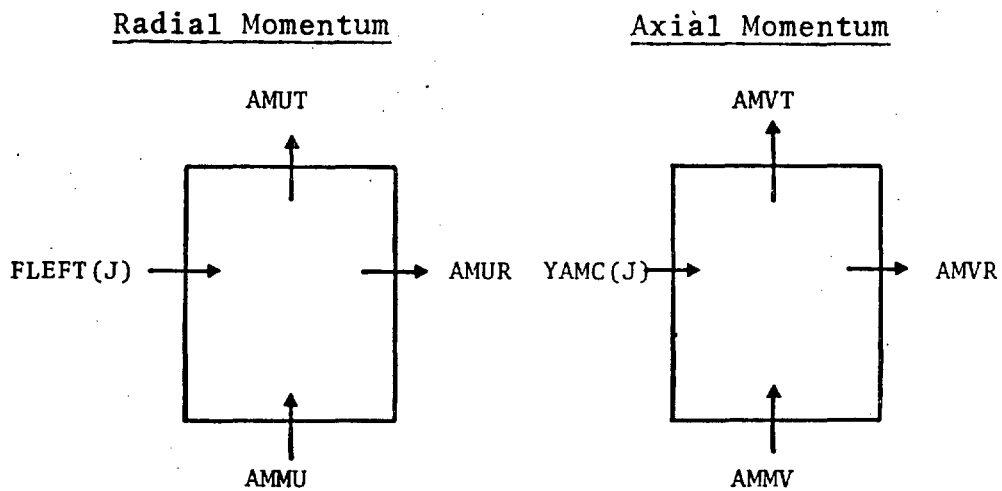 Radial Momentum
Axial Momentum
AMUT
AMVT
FLEFT(J)
AMUR
YAMC(J)
AMVR
AMMU
AMMV